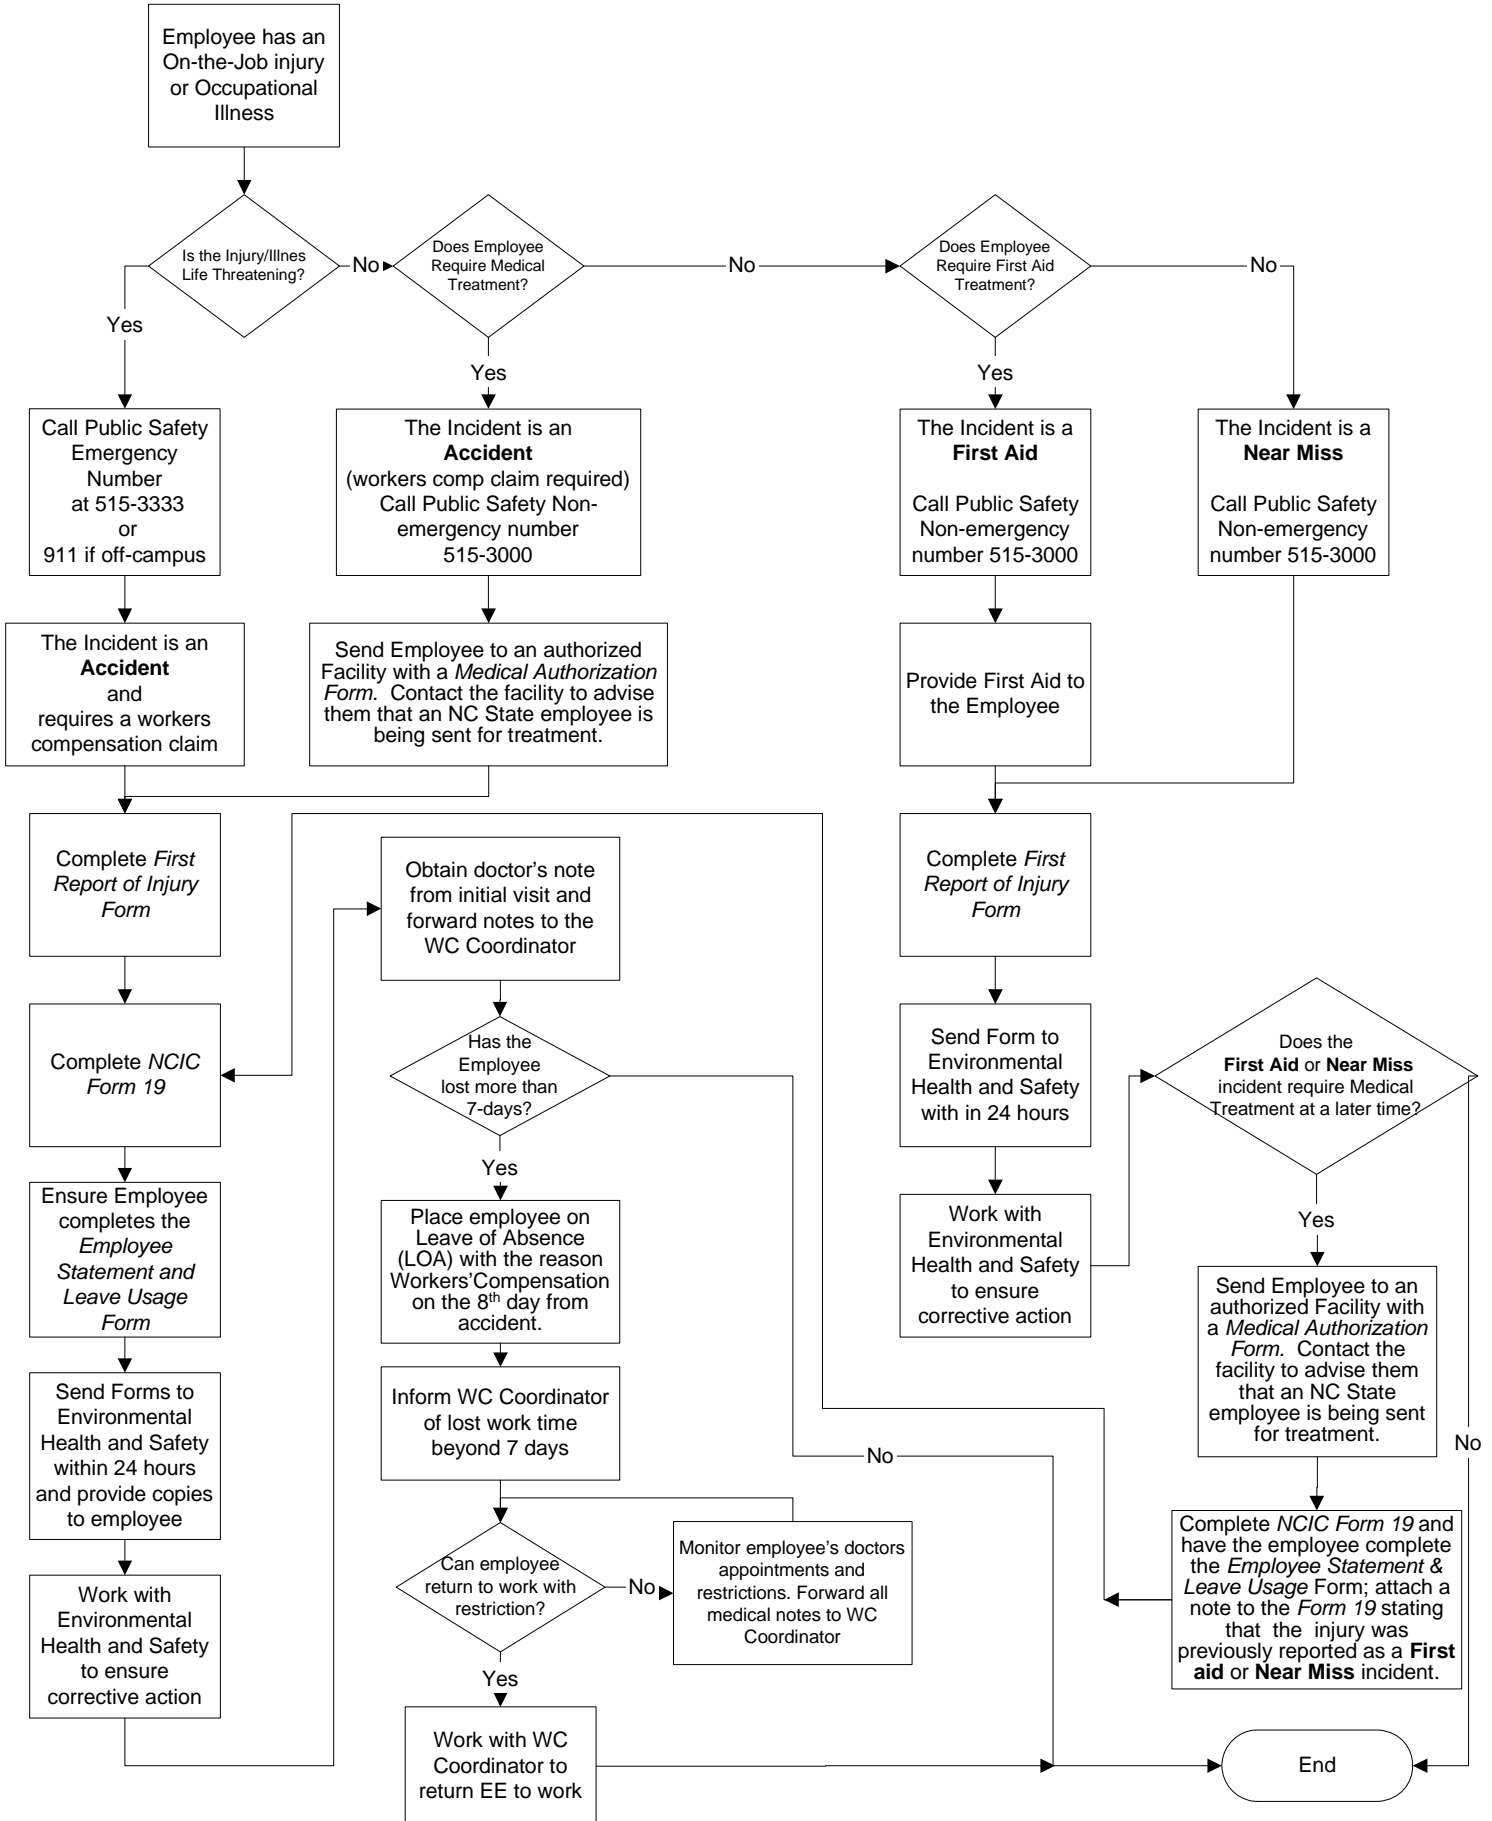 Employee has an
On-the-Job injury
or Occupational
Illness
Is the Injury/Illnes
Life Threatening?
No
Does Employee
Require Medical
Treatment?
No
Does Employee
Require First Aid
Treatment?
No
Yes
Yes
Yes
Call Public Safety
Emergency
Number
at 515-3333
or
911 if off-campus
The Incident is an
Accident
(workers comp claim required)
Call Public Safety Non-
emergency number
515-3000
The Incident is a
First Aid
Call Public Safety
Non-emergency
number 515-3000
The Incident is a
Near Miss
Call Public Safety
Non-emergency
number 515-3000
The Incident is an
Accident
and
requires a workers
compensation claim
Send Employee to an authorized
Facility with a Medical Authorization
Form. Contact the facility to advise
them that an NC State employee is
being sent for treatment.
Provide First Aid to
the Employee
Complete First
Report of Injury
Form
Obtain doctor's note
from initial visit and
forward notes to the
WC Coordinator
Complete First
Report of Injury
Form
Complete NCIC
Form 19
Has the
Employee
lost more than
7-days?
Send Form to
Environmental
Health and Safety
with in 24 hours
Does the
First Aid or Near Miss
incident require Medical
Treatment at a later time?
Yes
Ensure Employee
completes the
Employee
Statement and
Leave Usage
Form
Place employee on
Leave of Absence
(LOA) with the reason
Workers'Compensation
on the 8th day from
accident.
Work with
Environmental
Health and Safety
to ensure
corrective action
Yes
Send Employee to an
authorized Facility with
a Medical Authorization
Form. Contact the
facility to advise them
that an NC State
employee is being sent
for treatment.
No
Send Forms to
Environmental
Health and Safety
within 24 hours
and provide copies
to employee
Inform WC Coordinator
of lost work time
beyond 7 days
No
Can employee
return to work with
restriction?
No
Monitor employee's doctors
appointments and
restrictions. Forward all
medical notes to WC
Coordinator
Complete NCIC Form 19 and
have the employee complete
the Employee Statement &
Leave Usage Form; attach a
note to the Form 19 stating
that the injury was
previously reported as a First
aid or Near Miss incident.
Work with
Environmental
Health and Safety
to ensure
corrective action
Yes
Work with WC
Coordinator to
return EE to work
End